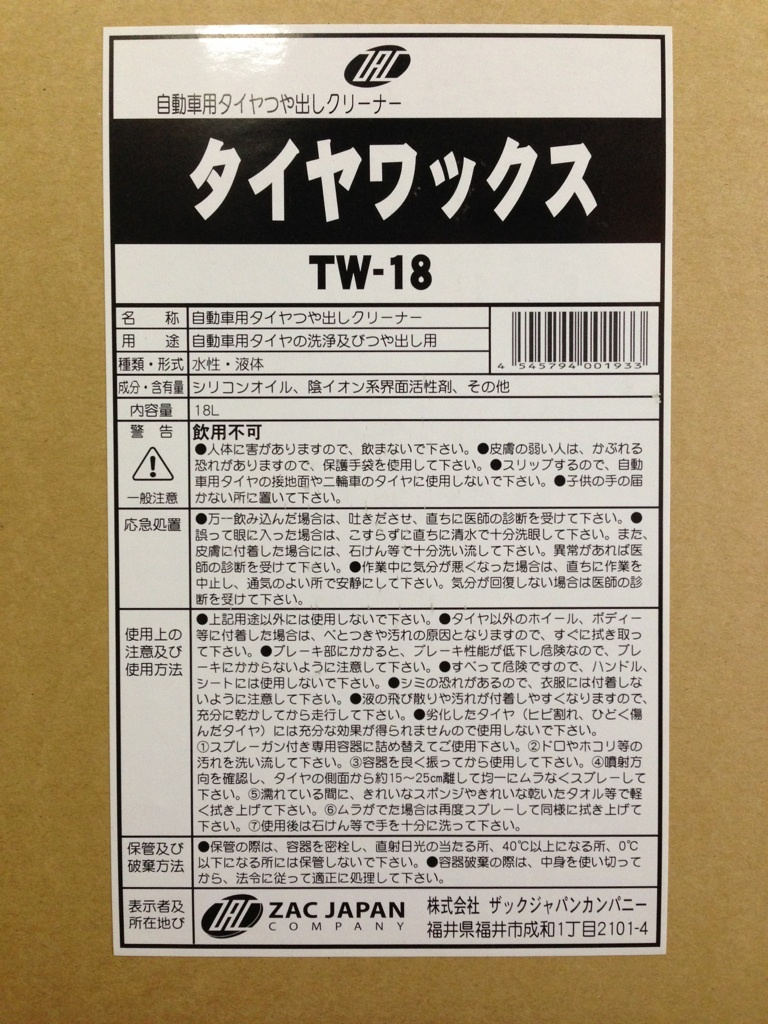 ZAC
自動車用タイヤつや出しクリーナー
タイヤワックス
TW-18
名 称 自動車用タイヤつや出しクリーナー
用 途 自動車用タイヤの洗浄及びつや出し用
種類・形式 水性・液体
4 545794 001933
成分・含有量 シリコンオイル、陰イオン系界面活性剤、その他
内容量 18L
警 告
一般注意
飲用不可
●人体に害がありますので、飲まないで下さい。●皮膚の弱い人は、かぶれる
恐れがありますので、保護手袋を使用して下さい。●スリップするので、自動
車用タイヤの接地面や二輪車のタイヤに使用しないで下さい。●子供の手の届
かない所に置いて下さい。
応急処置
●万一飲み込んだ場合は、吐きださせ、直ちに医師の診断を受けて下さい。●
誤って眼に入った場合は、こすらずに直ちに清水で十分洗眼して下さい。また、
皮膚に付着した場合には、石けん等で十分洗い流して下さい。異常があれば医
師の診断を受けて下さい。●作業中に気分が悪くなった場合は、直ちに作業を
中止し、通気のよい所で安静にして下さい。気分が回復しない場合は医師の診
断を受けて下さい。
使用上の
注意及び
使用方法
●上記用途以外には使用しないで下さい。●タイヤ以外のホイール、ボディー
等に付着した場合は、べとつきや汚れの原因となりますので、すぐに拭き取っ
て下さい。●ブレーキ部にかかると、ブレーキ性能が低下し危険なので、ブレ
ーキにかからないように注意して下さい。●すべって危険ですので、ハンドル、
シートには使用しないで下さい。●シミの恐れがあるので、衣服には付着しな
いように注意して下さい。●液の飛び散りや汚れが付着しやすくなりますので、
充分に乾かしてから走行して下さい。●劣化したタイヤ（ヒビ割れ、ひどく傷
んだタイヤ）には充分な効果が得られませんので使用しないで下さい。
①スプレーガン付き専用容器に詰め替えてご使用下さい。②ドロやホコリ等の
汚れを洗い流して下さい。③容器を良く振ってから使用して下さい。④噴射方
向を確認し、タイヤの側面から約15～25cm離して均一にムラなくスプレーして
下さい。⑤濡れている間に、きれいなスポンジやきれいな乾いたタオル等で軽
く拭き上げて下さい。⑥ムラがでた場合は再度スプレーして同様に拭き上げて
下さい。⑦使用後は石けん等で手を十分に洗って下さい。
保管及び
破棄方法
●保管の際は、容器を密栓し、直射日光の当たる所、40℃以上になる所、0℃
以下になる所には保管しないで下さい。●容器破棄の際は、中身を使い切って
から、法令に従って適正に処理して下さい。
表示者及
所在地び
ZAC ZAC JAPAN
COMPANY
株式会社 ザックジャパンカンパニー
福井県福井市成和1丁目2101-4